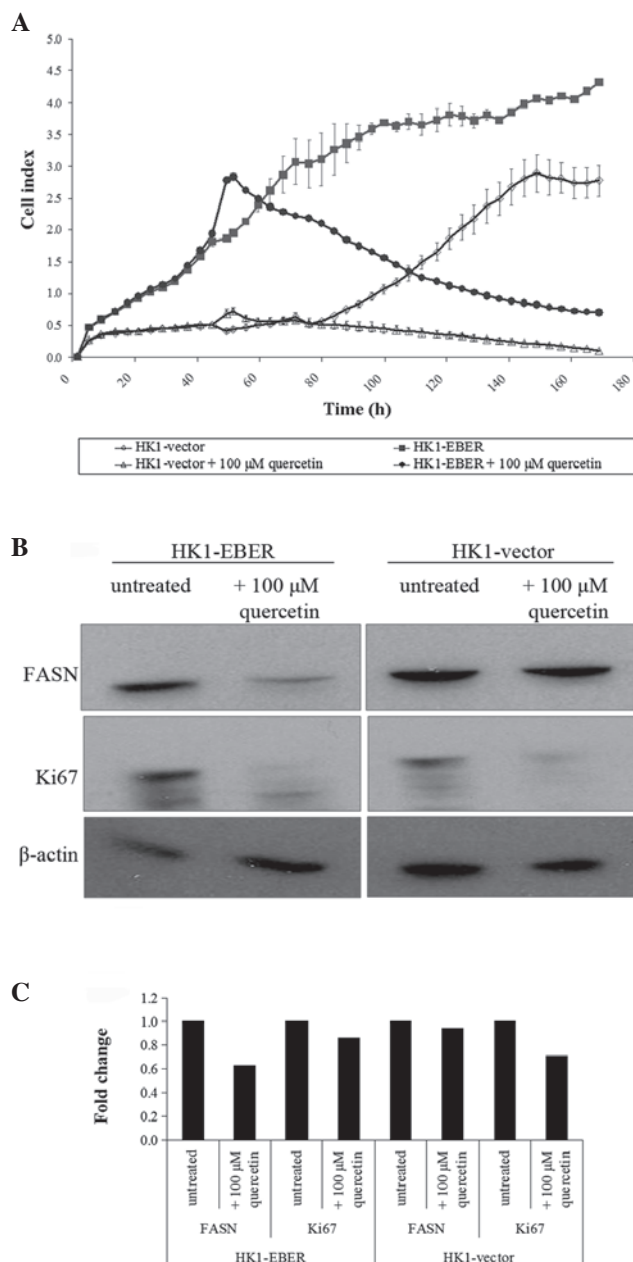 A
5.0
4.5
4.0
3.5
3.0
2.5
2.0
1.5
1.0
0.5
0.0
Cell index
0 20 40 60 80 100 120 140 160 180
Time (h)
HK1-vector HK1-EBER
HK1-vector + 100 µM quercetin HK1-EBER + 100 µM quercetin
B
HK1-EBER HK1-vector
untreated + 100 µM quercetin untreated + 100 µM quercetin
FASN
Ki67
β-actin
C
1.2
1.0
0.8
0.6
0.4
0.2
0.0
Fold change
untreated + 100 µM quercetin untreated + 100 µM quercetin untreated + 100 µM quercetin untreated + 100 µM quercetin
FASN Ki67 FASN Ki67
HK1-EBER HK1-vector